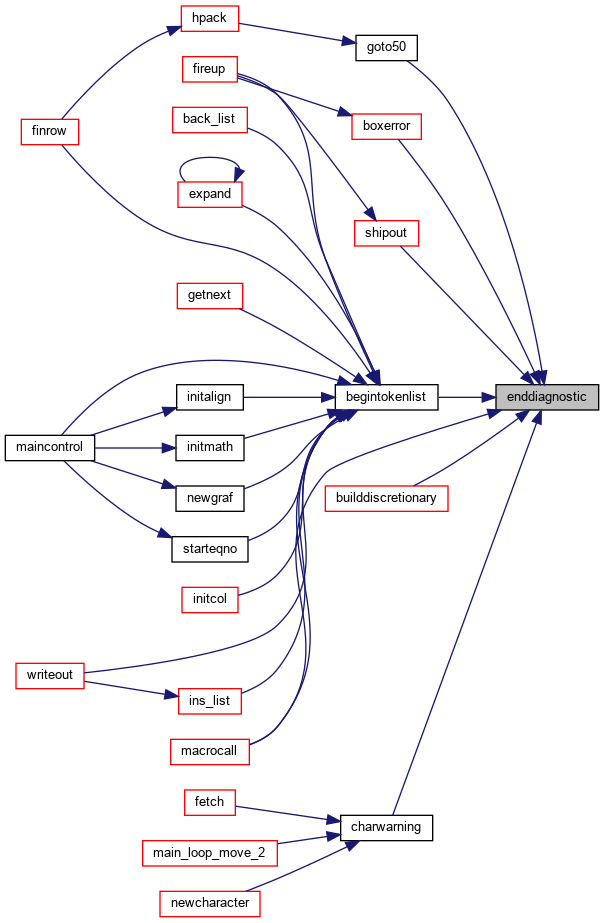 hpack
goto50
fireup
back_list
boxerror
finrow
expand
shipout
getnext
initalign
begintokenlist
enddiagnostic
maincontrol
initmath
newgraf
builddiscretionary
starteqno
initcol
writeout
ins_list
macrocall
fetch
charwarning
main_loop_move_2
newcharacter